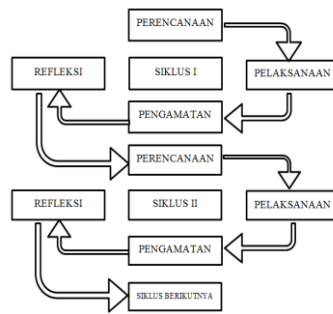 PERENCANAAN
REFLEKSI
SIKLUS I
PELAKSANAAN
PENGAMATAN
PERENCANAAN
REFLEKSI
SIKLUS II
PELAKSANAAN
PENGAMATAN
SIKLUS BERIKUTNYA